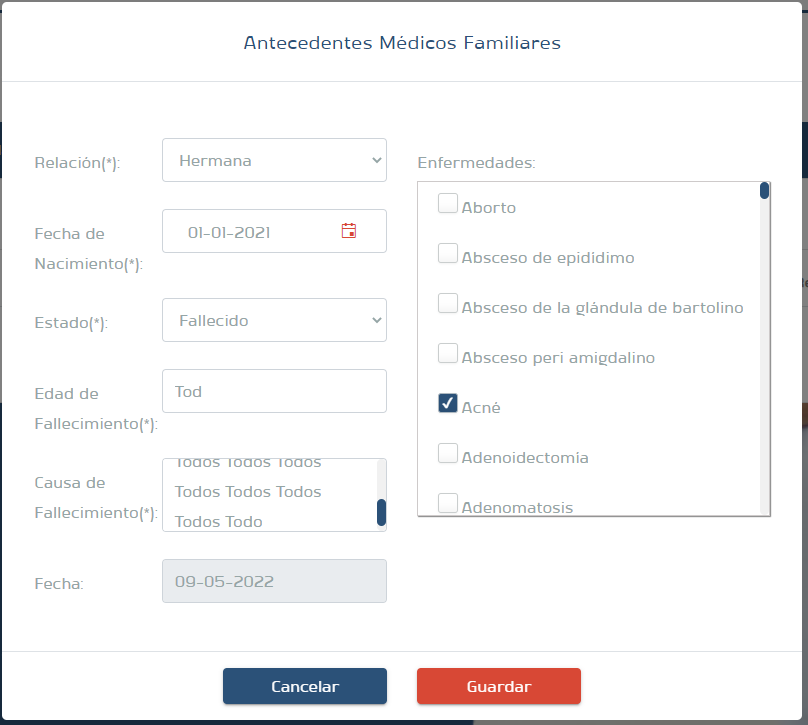 Antecedentes Médicos Familiares
Relación(*):
Hermana
Fecha de
Nacimiento(*):
01-01-2021
Estado(*):
Fallecido
Edad de
Fallecimiento(*):
Tod
Causa de
Fallecimiento(*):
Todos Todos Todos
Todos Todos Todos
Todos Todo
Fecha:
09-05-2022
Enfermedades:
Aborto
Absceso de epidídimo
Absceso de la glándula de bartolino
Absceso peri amigdalino
Acné
Adenoidectomía
Adenomatosis
Cancelar
Guardar